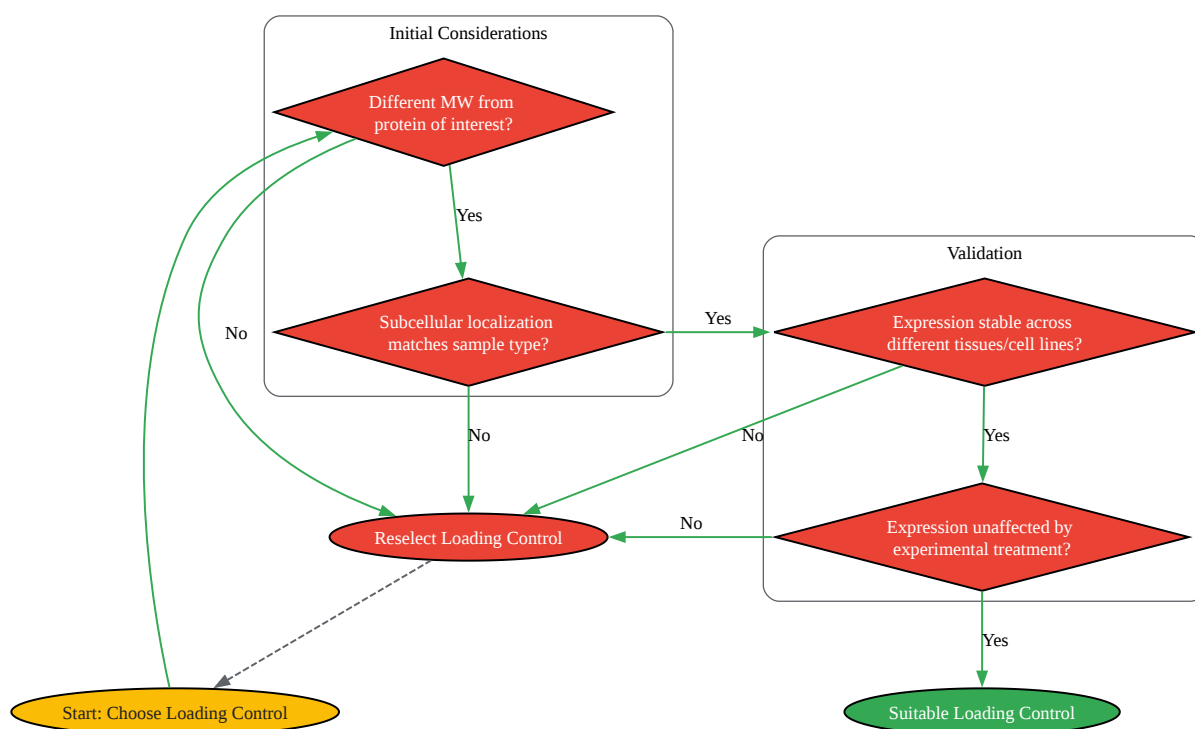 Initial Considerations
Different MW from
protein of interest?
Yes
Validation
Subcellular localization
matches sample type?
Yes
Expression stable across
different tissues/cell lines?
No
No
No
Yes
Reselect Loading Control
No
Expression unaffected by
experimental treatment?
Yes
Start: Choose Loading Control
Suitable Loading Control